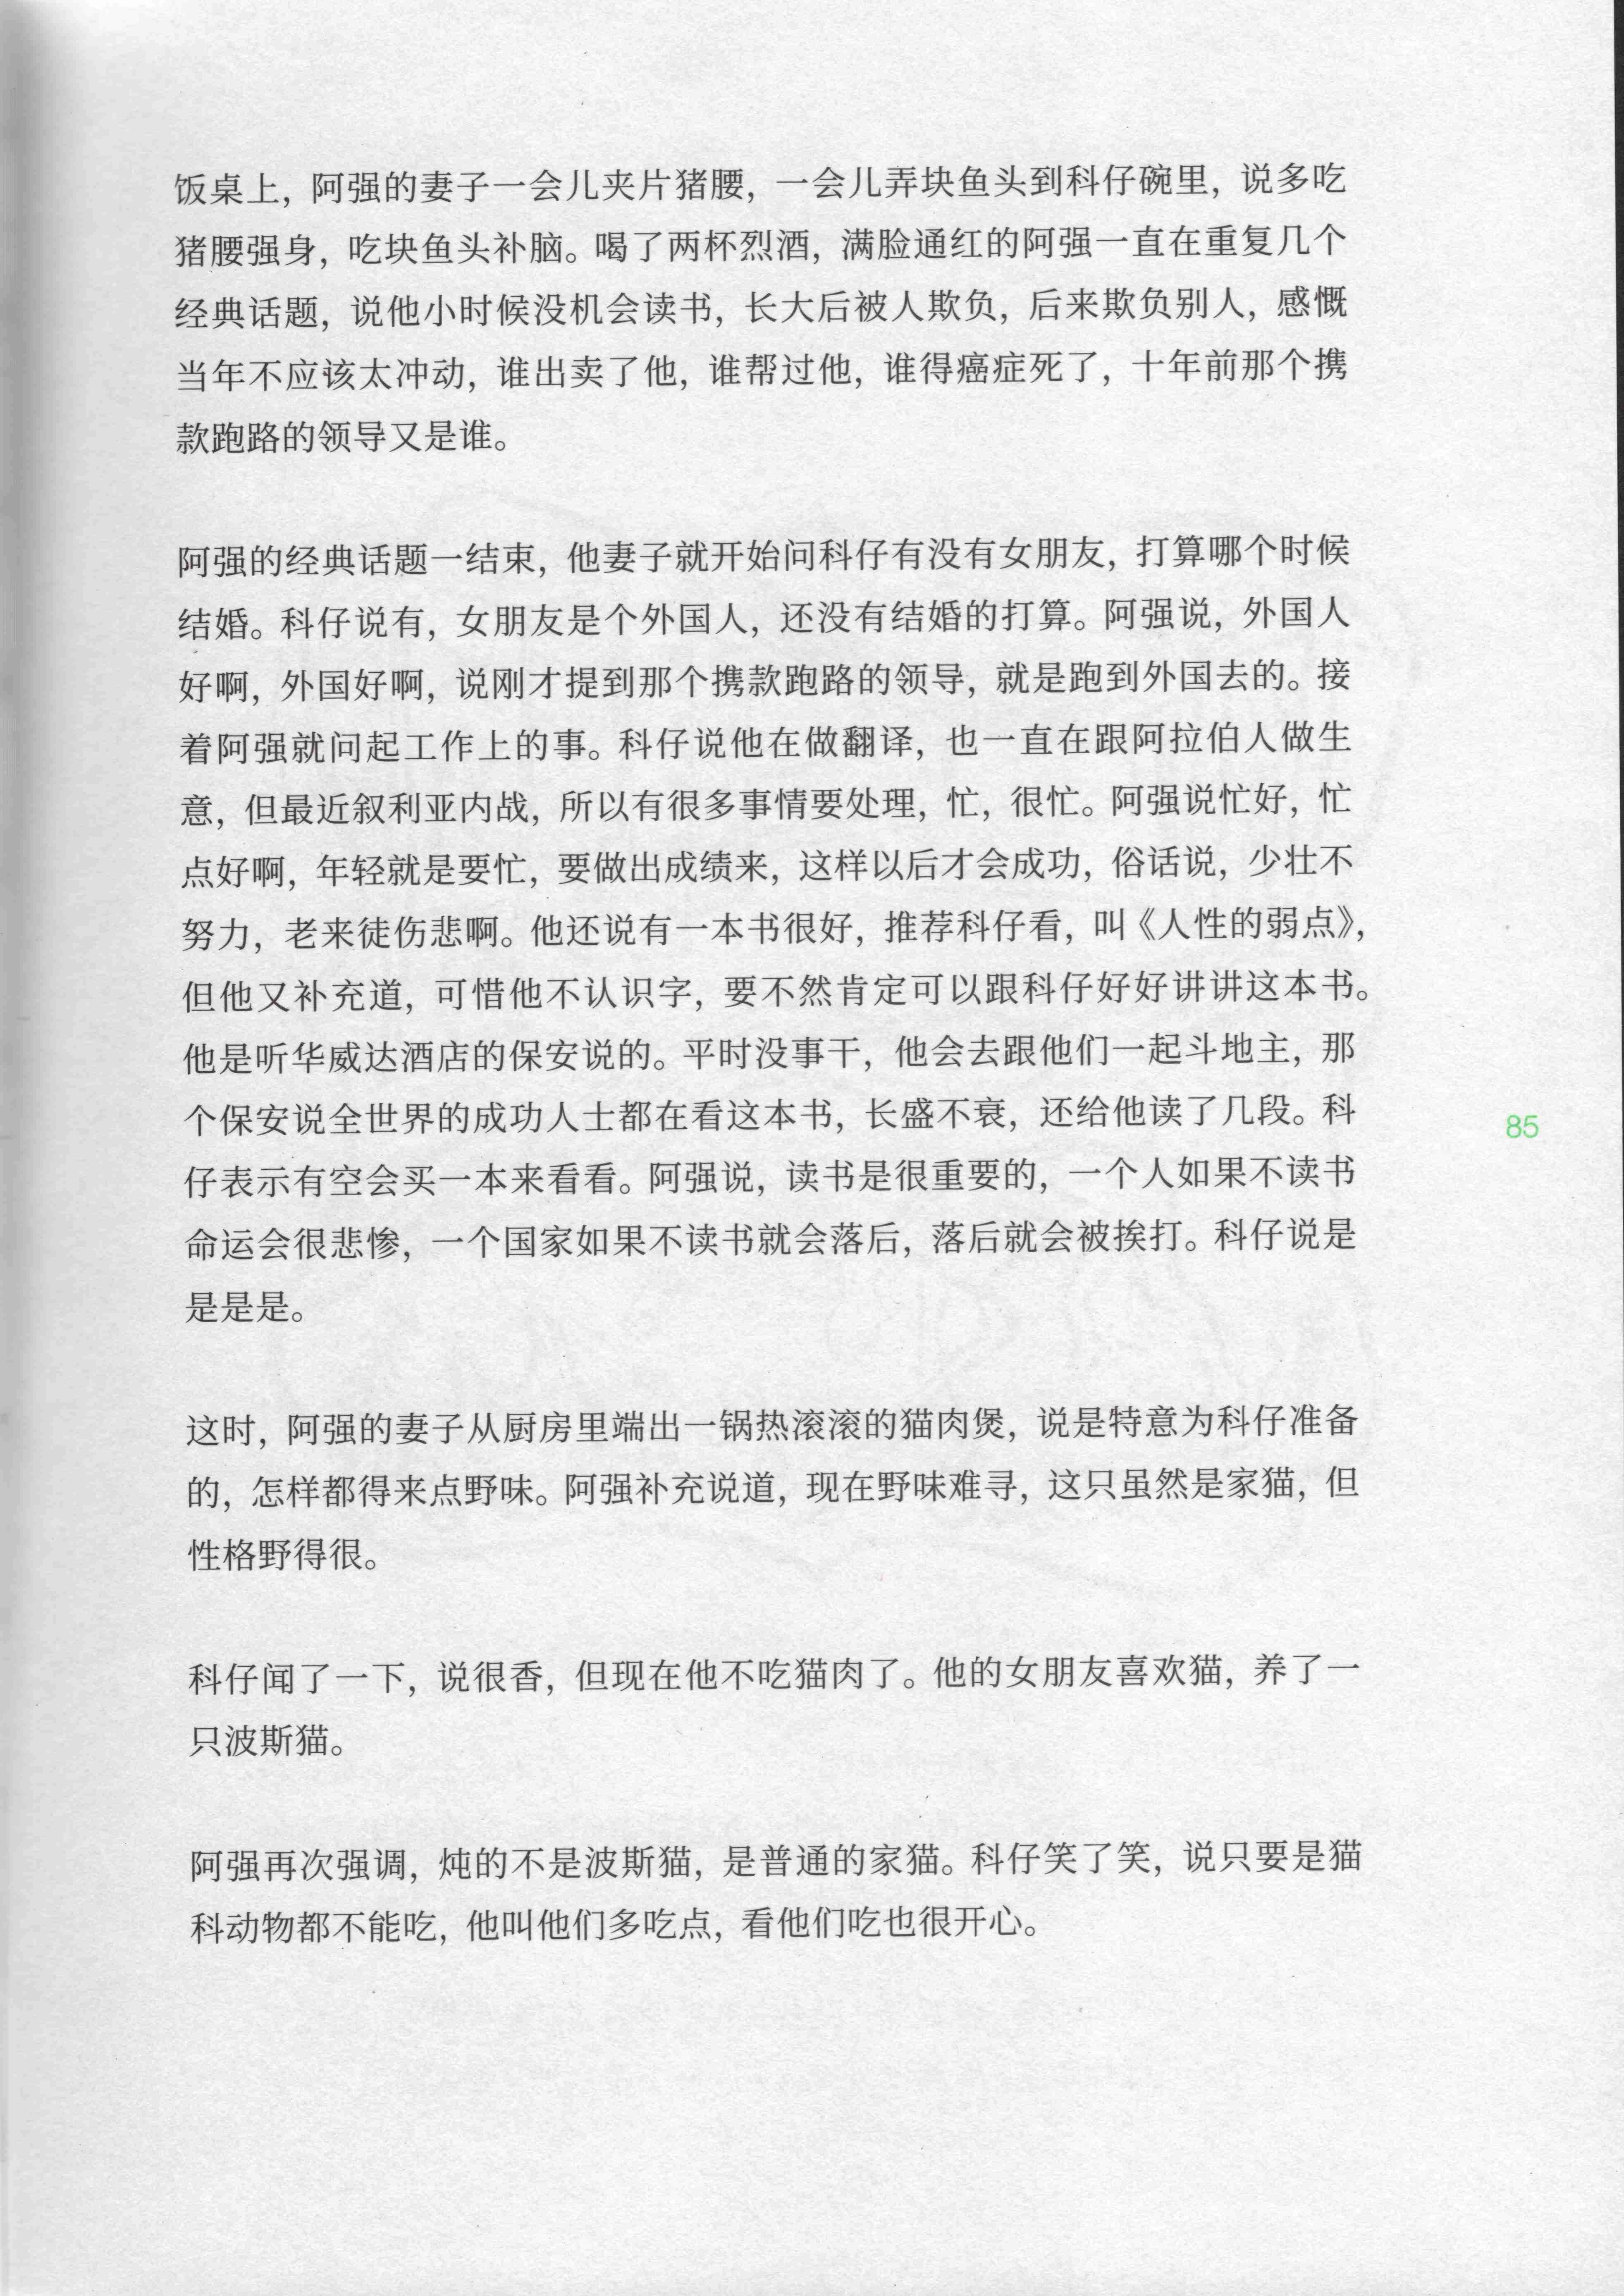 饭桌上，阿强的妻子一会儿夹片猪腰，一会儿弄块鱼头到科仔碗里，说多吃
猪腰强身，吃块鱼头补脑。喝了两杯烈酒，满脸通红的阿强一直在重复几个
经典话题，说他小时候没机会读书，长大后被人欺负，后来欺负别人，感慨
当年不应该太冲动，谁出卖了他，谁帮过他，谁得癌症死了，十年前那个携
款跑路的领导又是谁。
阿强的经典话题一结束，他妻子就开始问科仔有没有女朋友，打算哪个时候
结婚。科仔说有，女朋友是个外国人，还没有结婚的打算。阿强说，外国人
好啊，外国好啊，说刚才提到那个携款跑路的领导，就是跑到外国去的。接
着阿强就问起工作上的事。科仔说他在做翻译，也一直在跟阿拉伯人做生
意，但最近叙利亚内战，所以有很多事情要处理，忙，很忙。阿强说忙好，忙
点好啊，年轻就是要忙，要做出成绩来，这样以后才会成功，俗话说，少壮不
努力，老来徒伤悲啊。他还说有一本书很好，推荐科仔看，叫《人性的弱点》，
但他又补充道，可惜他不认识字，要不然肯定可以跟科仔好好讲讲这本书。
他是听华威达酒店的保安说的。平时没事干，他会去跟他们一起斗地主，那
个保安说全世界的成功人士都在看这本书，长盛不衰，还给他读了几段。科
仔表示有空会买一本来看看。阿强说，读书是很重要的，一个人如果不读书
命运会很悲惨，一个国家如果不读书就会落后，落后就会被挨打。科仔说是
是是是。
这时，阿强的妻子从厨房里端出一锅热滚滚的猫肉煲，说是特意为科仔准备
的，怎样都得来点野味。阿强补充说道，现在野味难寻，这只虽然是家猫，但
性格野得很。
科仔闻了一下，说很香，但现在他不吃猫肉了。他的女朋友喜欢猫，养了一
只波斯猫。
阿强再次强调，炖的不是波斯猫，是普通的家猫。科仔笑了笑，说只要是猫
科动物都不能吃，他叫他们多吃点，看他们吃也很开心。
85